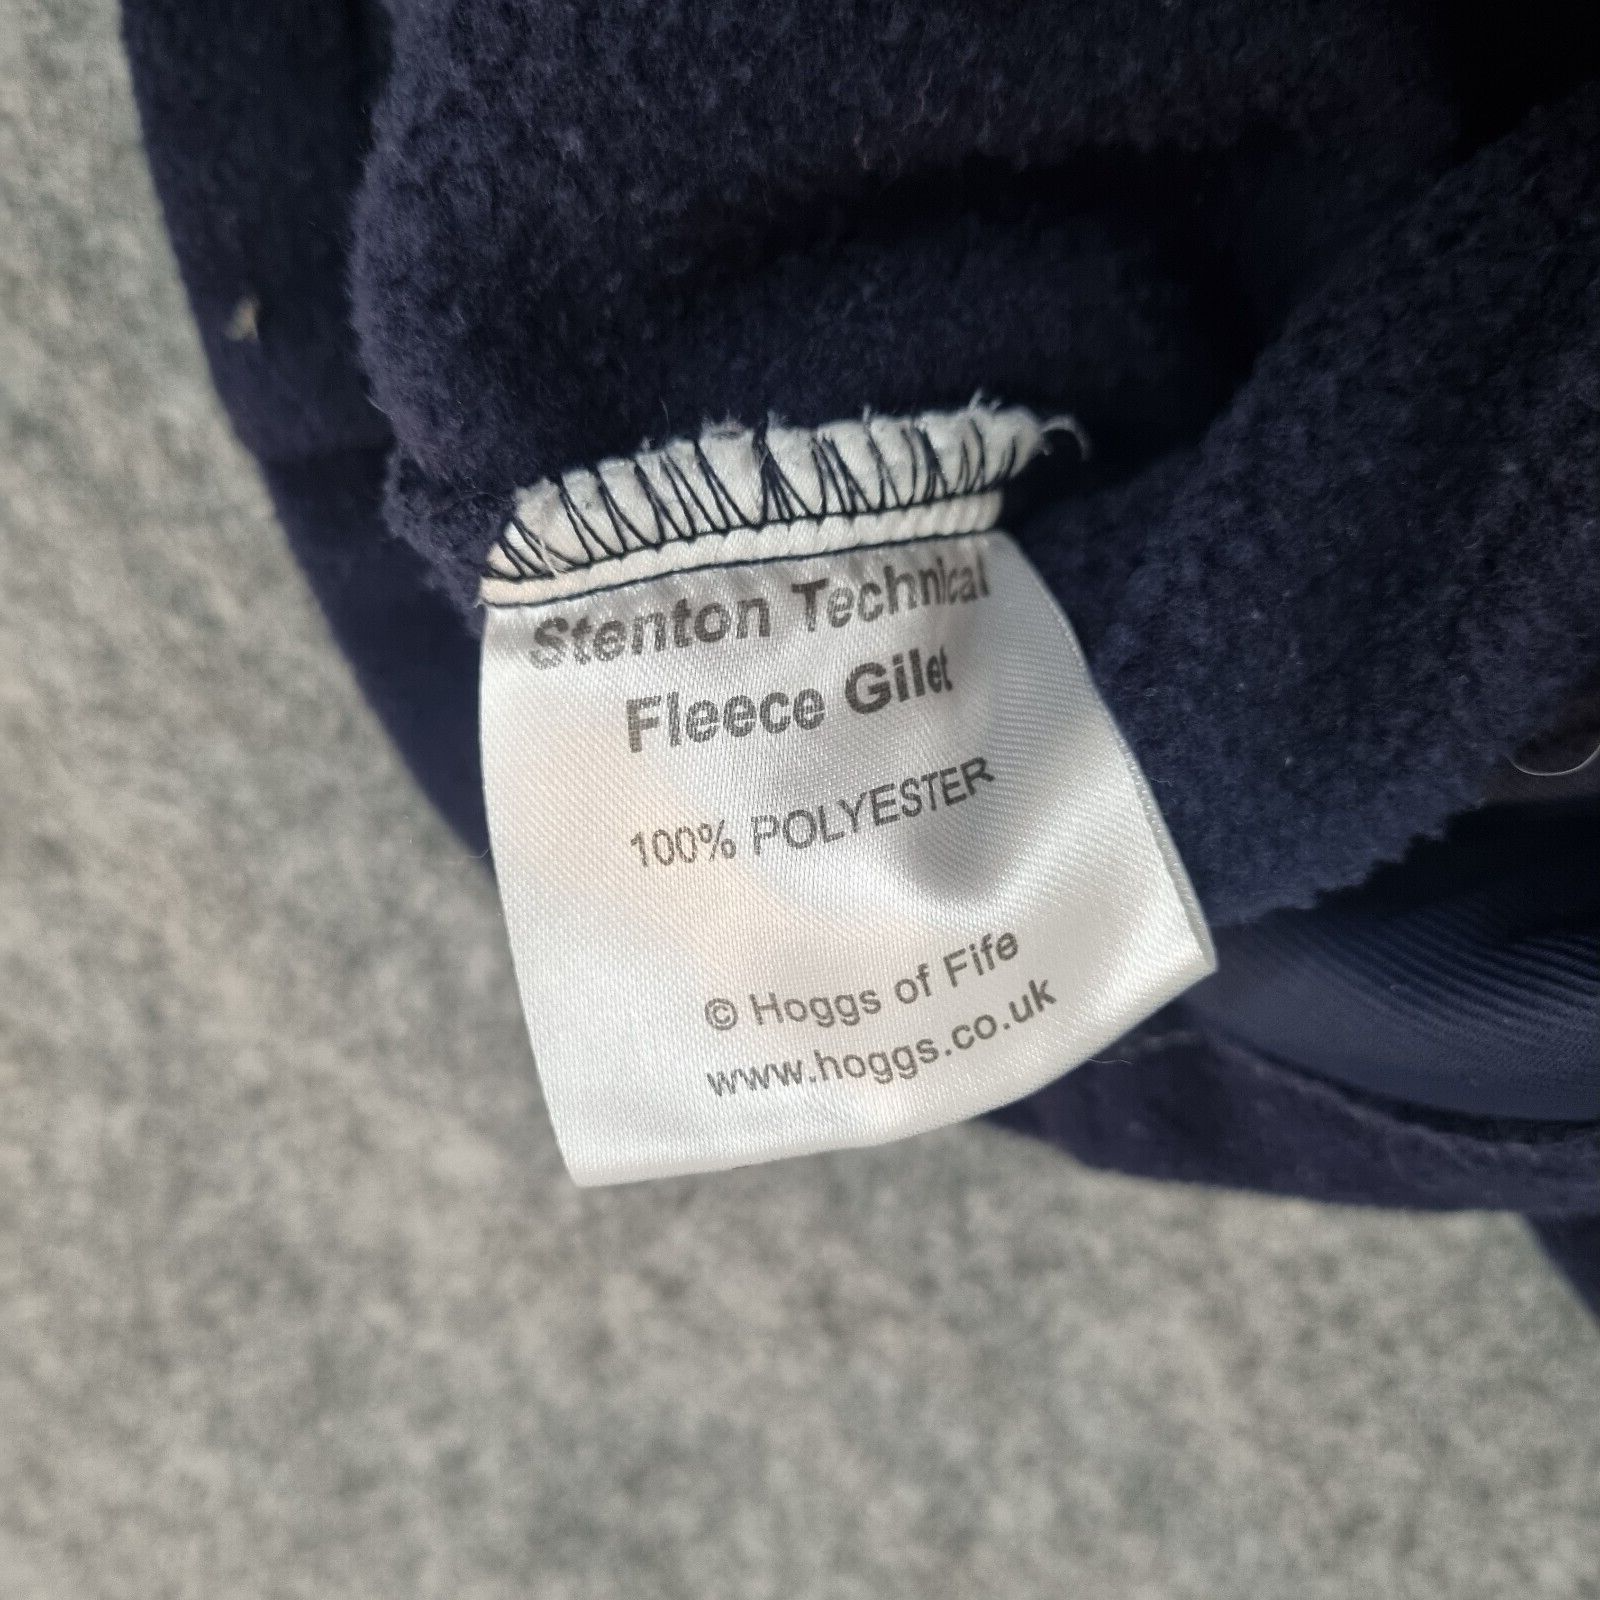 Stenton Technical
Fleece Gilet
100% POLYESTER
© Hoggs of Fife
www.hoggs.co.uk